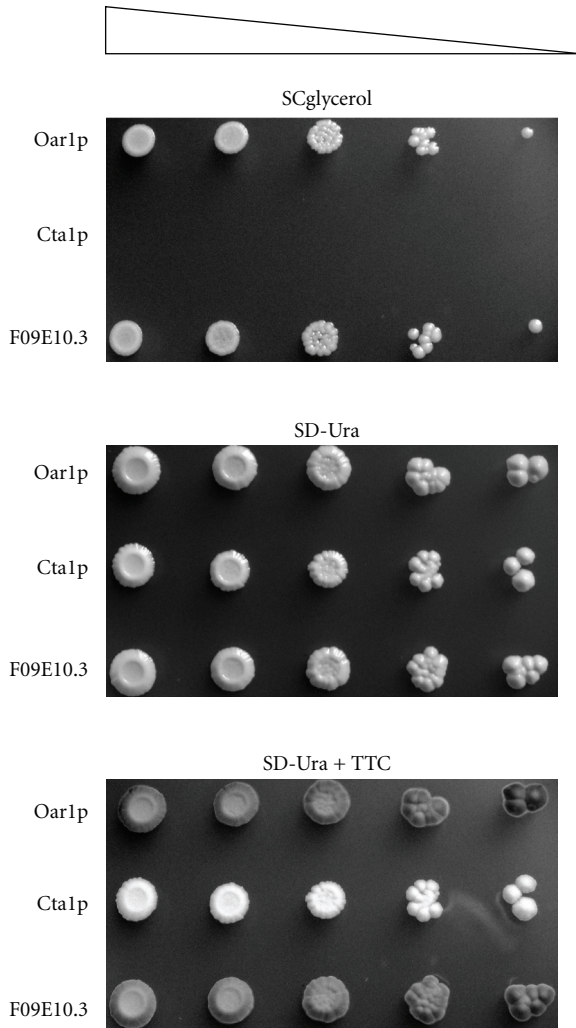 SCglycerol
Oar1p
Cta1p
F09E10.3
SD-Ura
Oar1p
Cta1p
F09E10.3
SD-Ura + TTC
Oar1p
Cta1p
F09E10.3